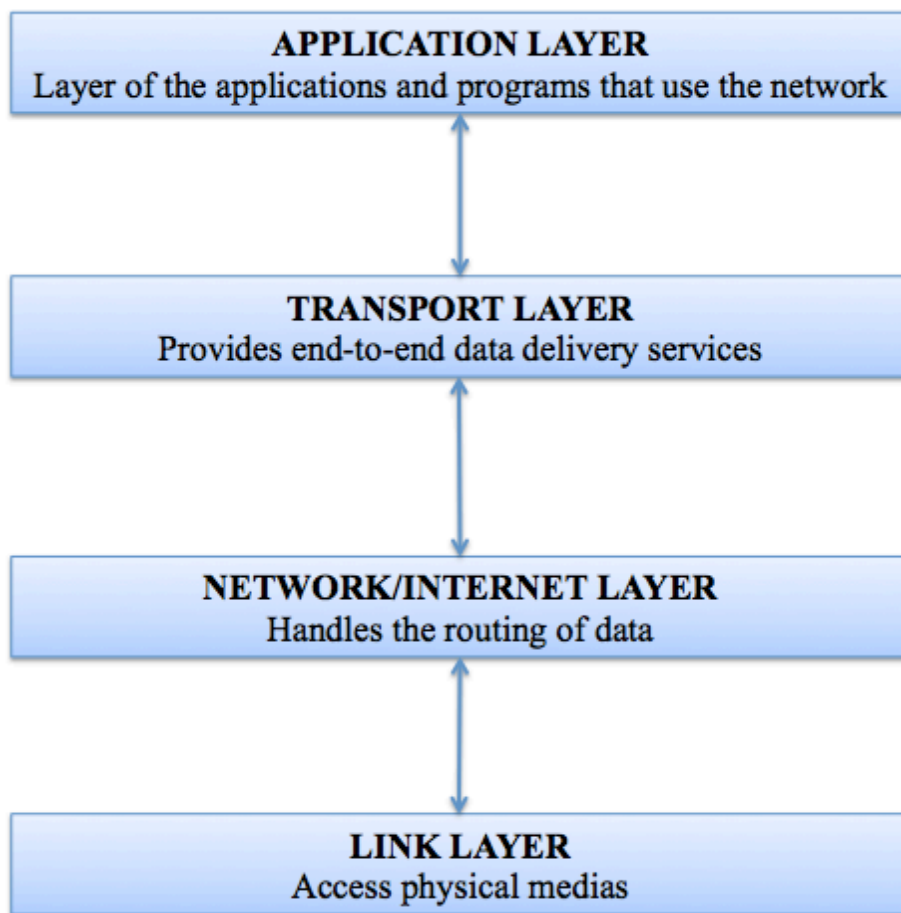 APPLICATION LAYER
Layer of the applications and programs that use the network
TRANSPORT LAYER
Provides end-to-end data delivery services
NETWORK/INTERNET LAYER
Handles the routing of data
LINK LAYER
Access physical medias